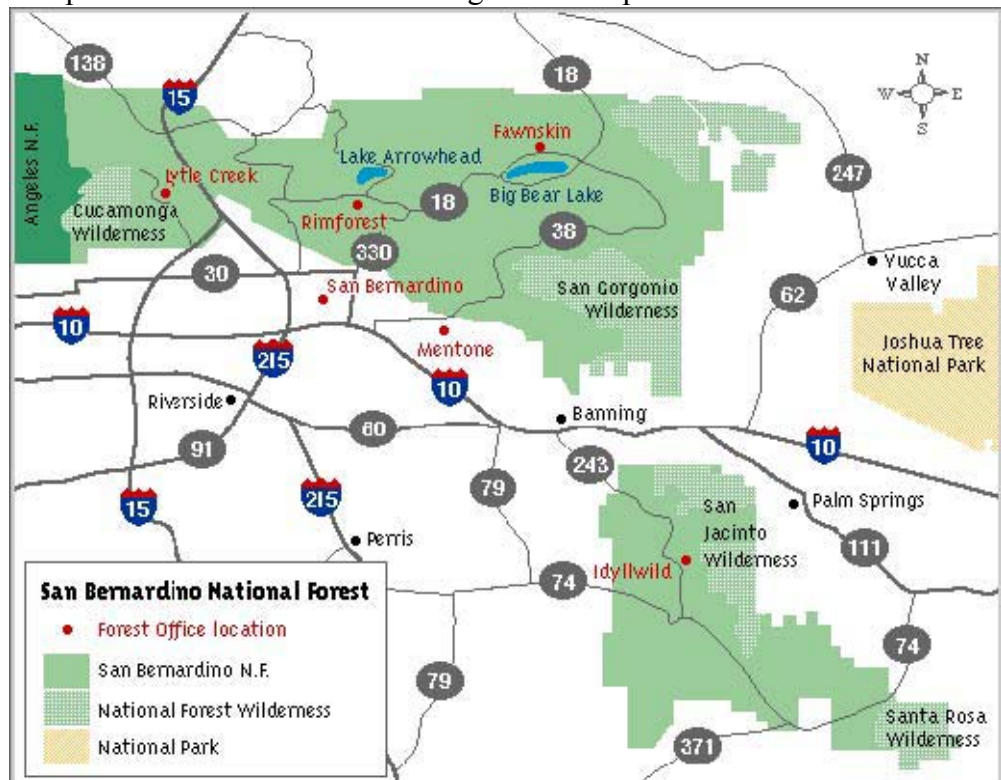 138
15
18
N
W
E
S
Fawnskin
Angeles N.F.
Lytle Creek
Lake Arrowhead
247
Cucamonga
Wilderness
Rimforest
18
Big Bear Lake
38
330
30
San Bernardino
San Gorgonio
Wilderness
62
Yucca
Valley
10
215
Mentone
Joshua Tree
National Park
10
Riverside
Banning
91
60
243
10
79
15
215
San
Jacinto
Wilderness
Palm Springs
Perris
111
Idyllwild
74
San Bernardino National Forest
Forest Office location
San Bernardino N.F.
National Forest Wilderness
National Park
79
74
371
Santa Rosa
Wilderness